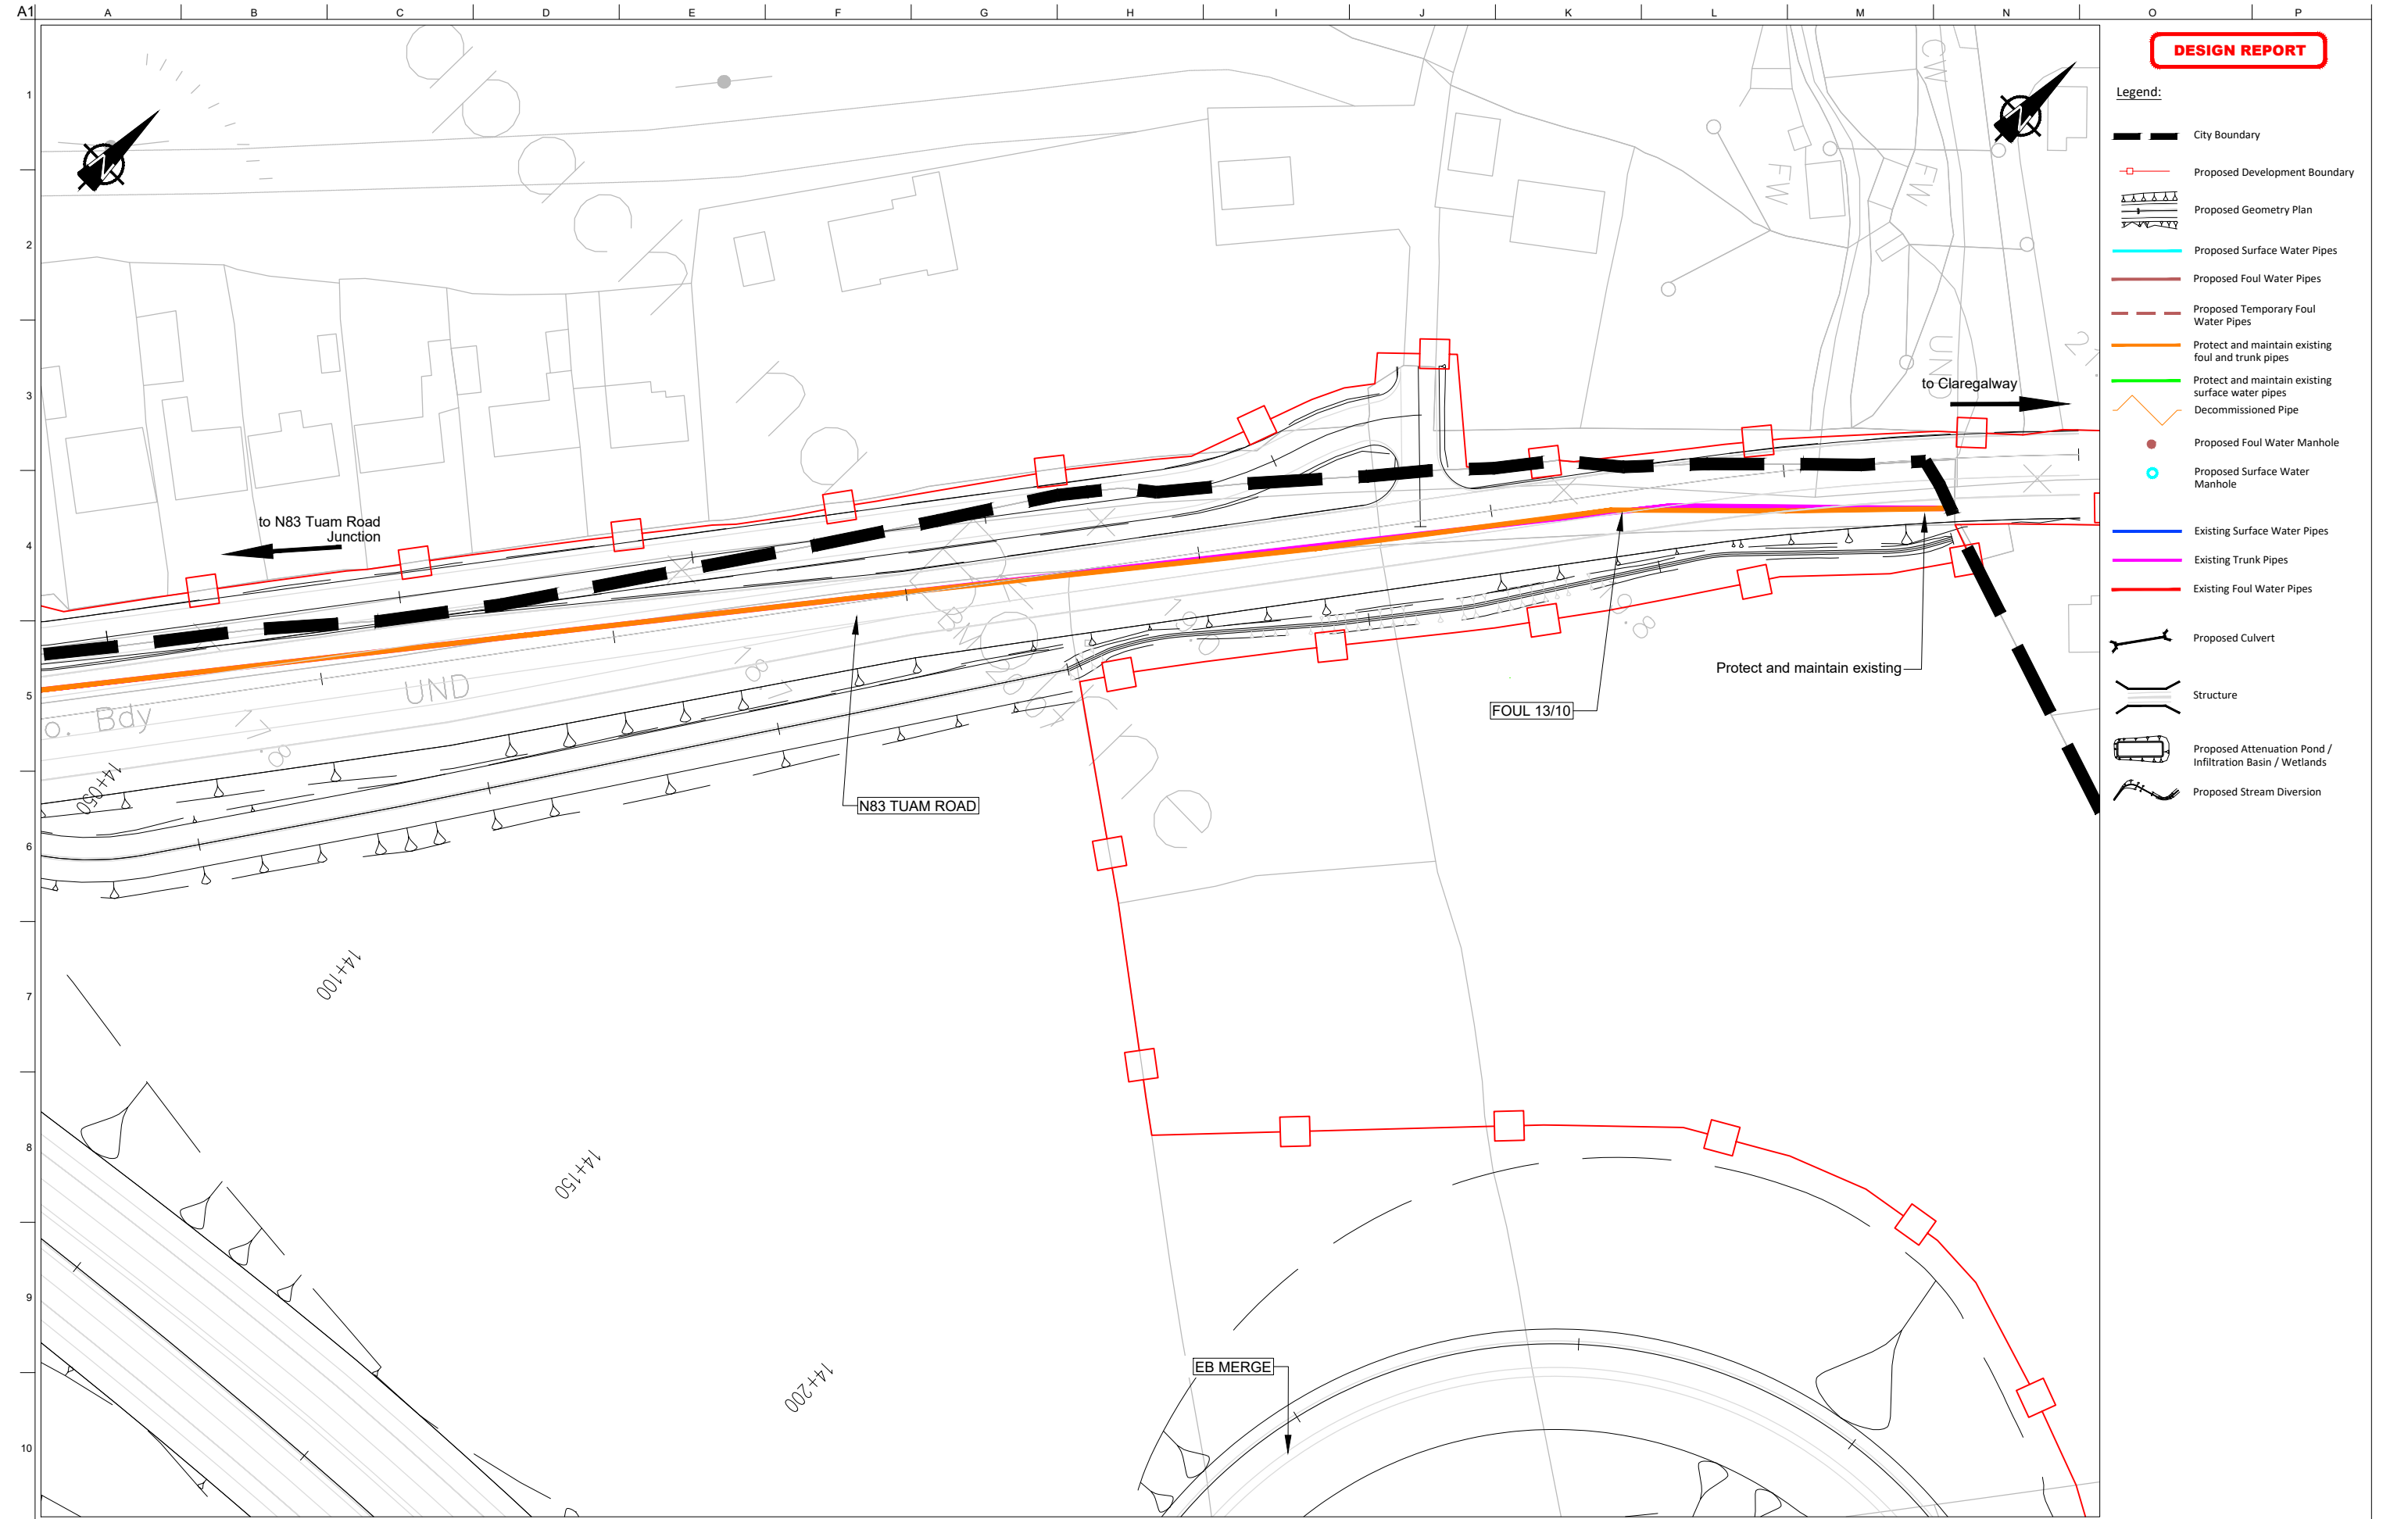 A1
A B C D E F G H I J K L M N O P
1
2
3
4
5
6
7
8
9
10
DESIGN REPORT
Legend:
City Boundary
Proposed Development Boundary
Proposed Geometry Plan
Proposed Surface Water Pipes
Proposed Foul Water Pipes
Proposed Temporary Foul
Water Pipes
Protect and maintain existing
foul and trunk pipes
Protect and maintain existing
surface water pipes
Decommissioned Pipe
Proposed Foul Water Manhole
Proposed Surface Water
Manhole
Existing Surface Water Pipes
Existing Trunk Pipes
Existing Foul Water Pipes
Proposed Culvert
Structure
Proposed Attenuation Pond /
Infiltration Basin / Wetlands
Proposed Stream Diversion
N
N
CW
FW
FW
UND
to Claregalway
to N83 Tuam Road
Junction
UND
o. Bdy
Protect and maintain existing
FOUL 13/10
N83 TUAM ROAD
14+050
14+100
14+150
14+200
EB MERGE